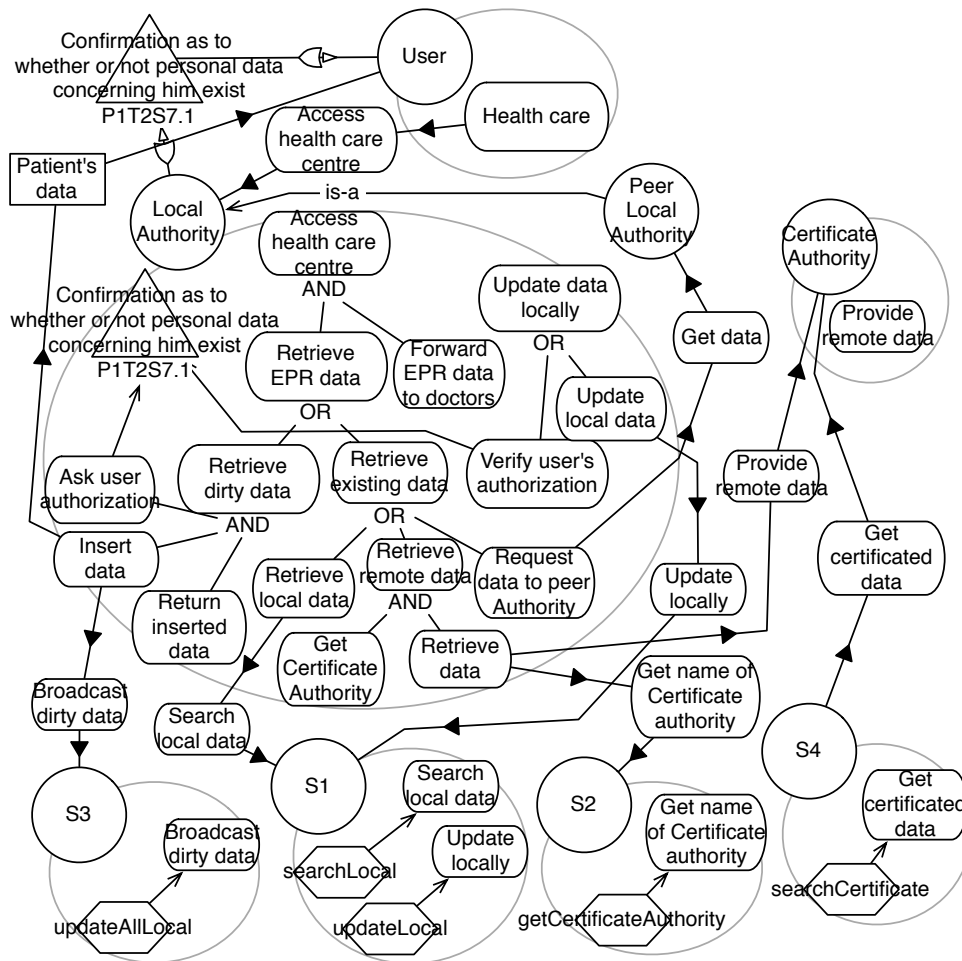 Confirmation as to
whether or not personal data
concerning him exist
P1T2S7.1
User
Access
health care
centre
Health care
Patient's
data
is-a
Local
Authority
Peer
Local
Authority
Certificate
Authority
Access
health care
centre
AND
Update data
locally
OR
Provide
remote data
Confirmation as to
whether or not personal data
concerning him exist
P1T2S7.1
Retrieve
EPR data
Forward
EPR data
to doctors
Get data
Update
local data
OR
Ask user
authorization
Retrieve
dirty data
Retrieve
existing data
Verify user's
authorization
Provide
remote data
AND
OR
Insert
data
Retrieve
local data
Retrieve
remote data
Request
data to peer
Authority
Update
locally
Get
certificated
data
AND
Return
inserted
data
Get
Certificate
Authority
Retrieve
data
Get name of
Certificate
authority
Broadcast
dirty data
Search
local data
S3
S1
S2
S4
Search
local data
Update
locally
Get name
of Certificate
authority
Get
certificated
data
Broadcast
dirty data
searchLocal
updateLocal
updateAllLocal
getCertificateAuthority
searchCertificate